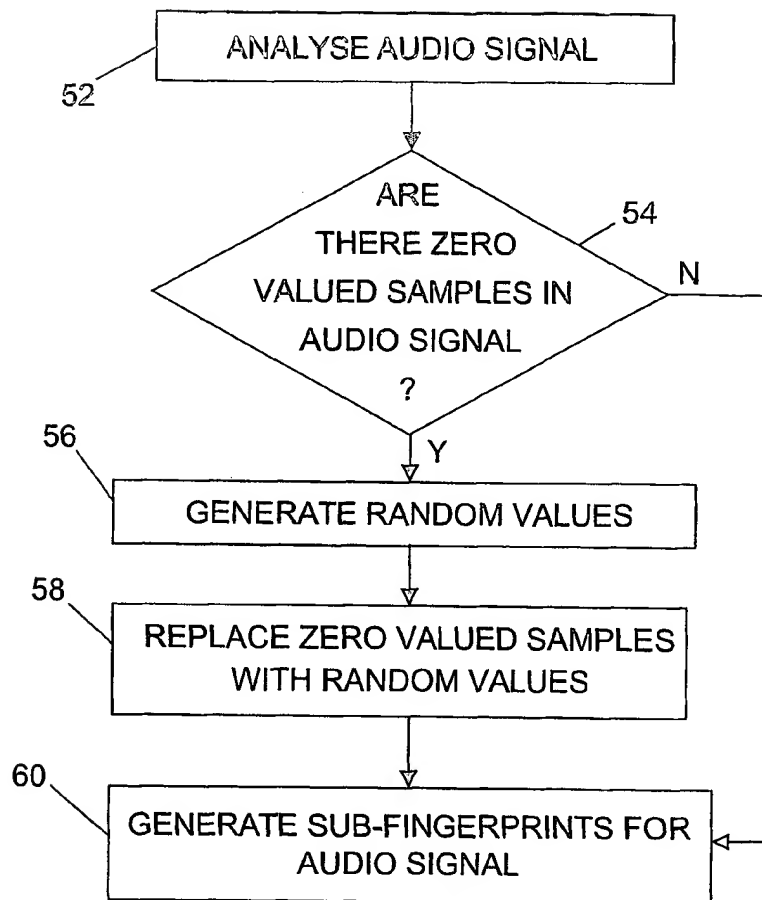 ANALYSE AUDIO SIGNAL
52
ARE
THERE ZERO
VALUED SAMPLES IN
AUDIO SIGNAL
?
54
N
Y
56
GENERATE RANDOM VALUES
58
REPLACE ZERO VALUED SAMPLES
WITH RANDOM VALUES
60
GENERATE SUB-FINGERPRINTS FOR
AUDIO SIGNAL